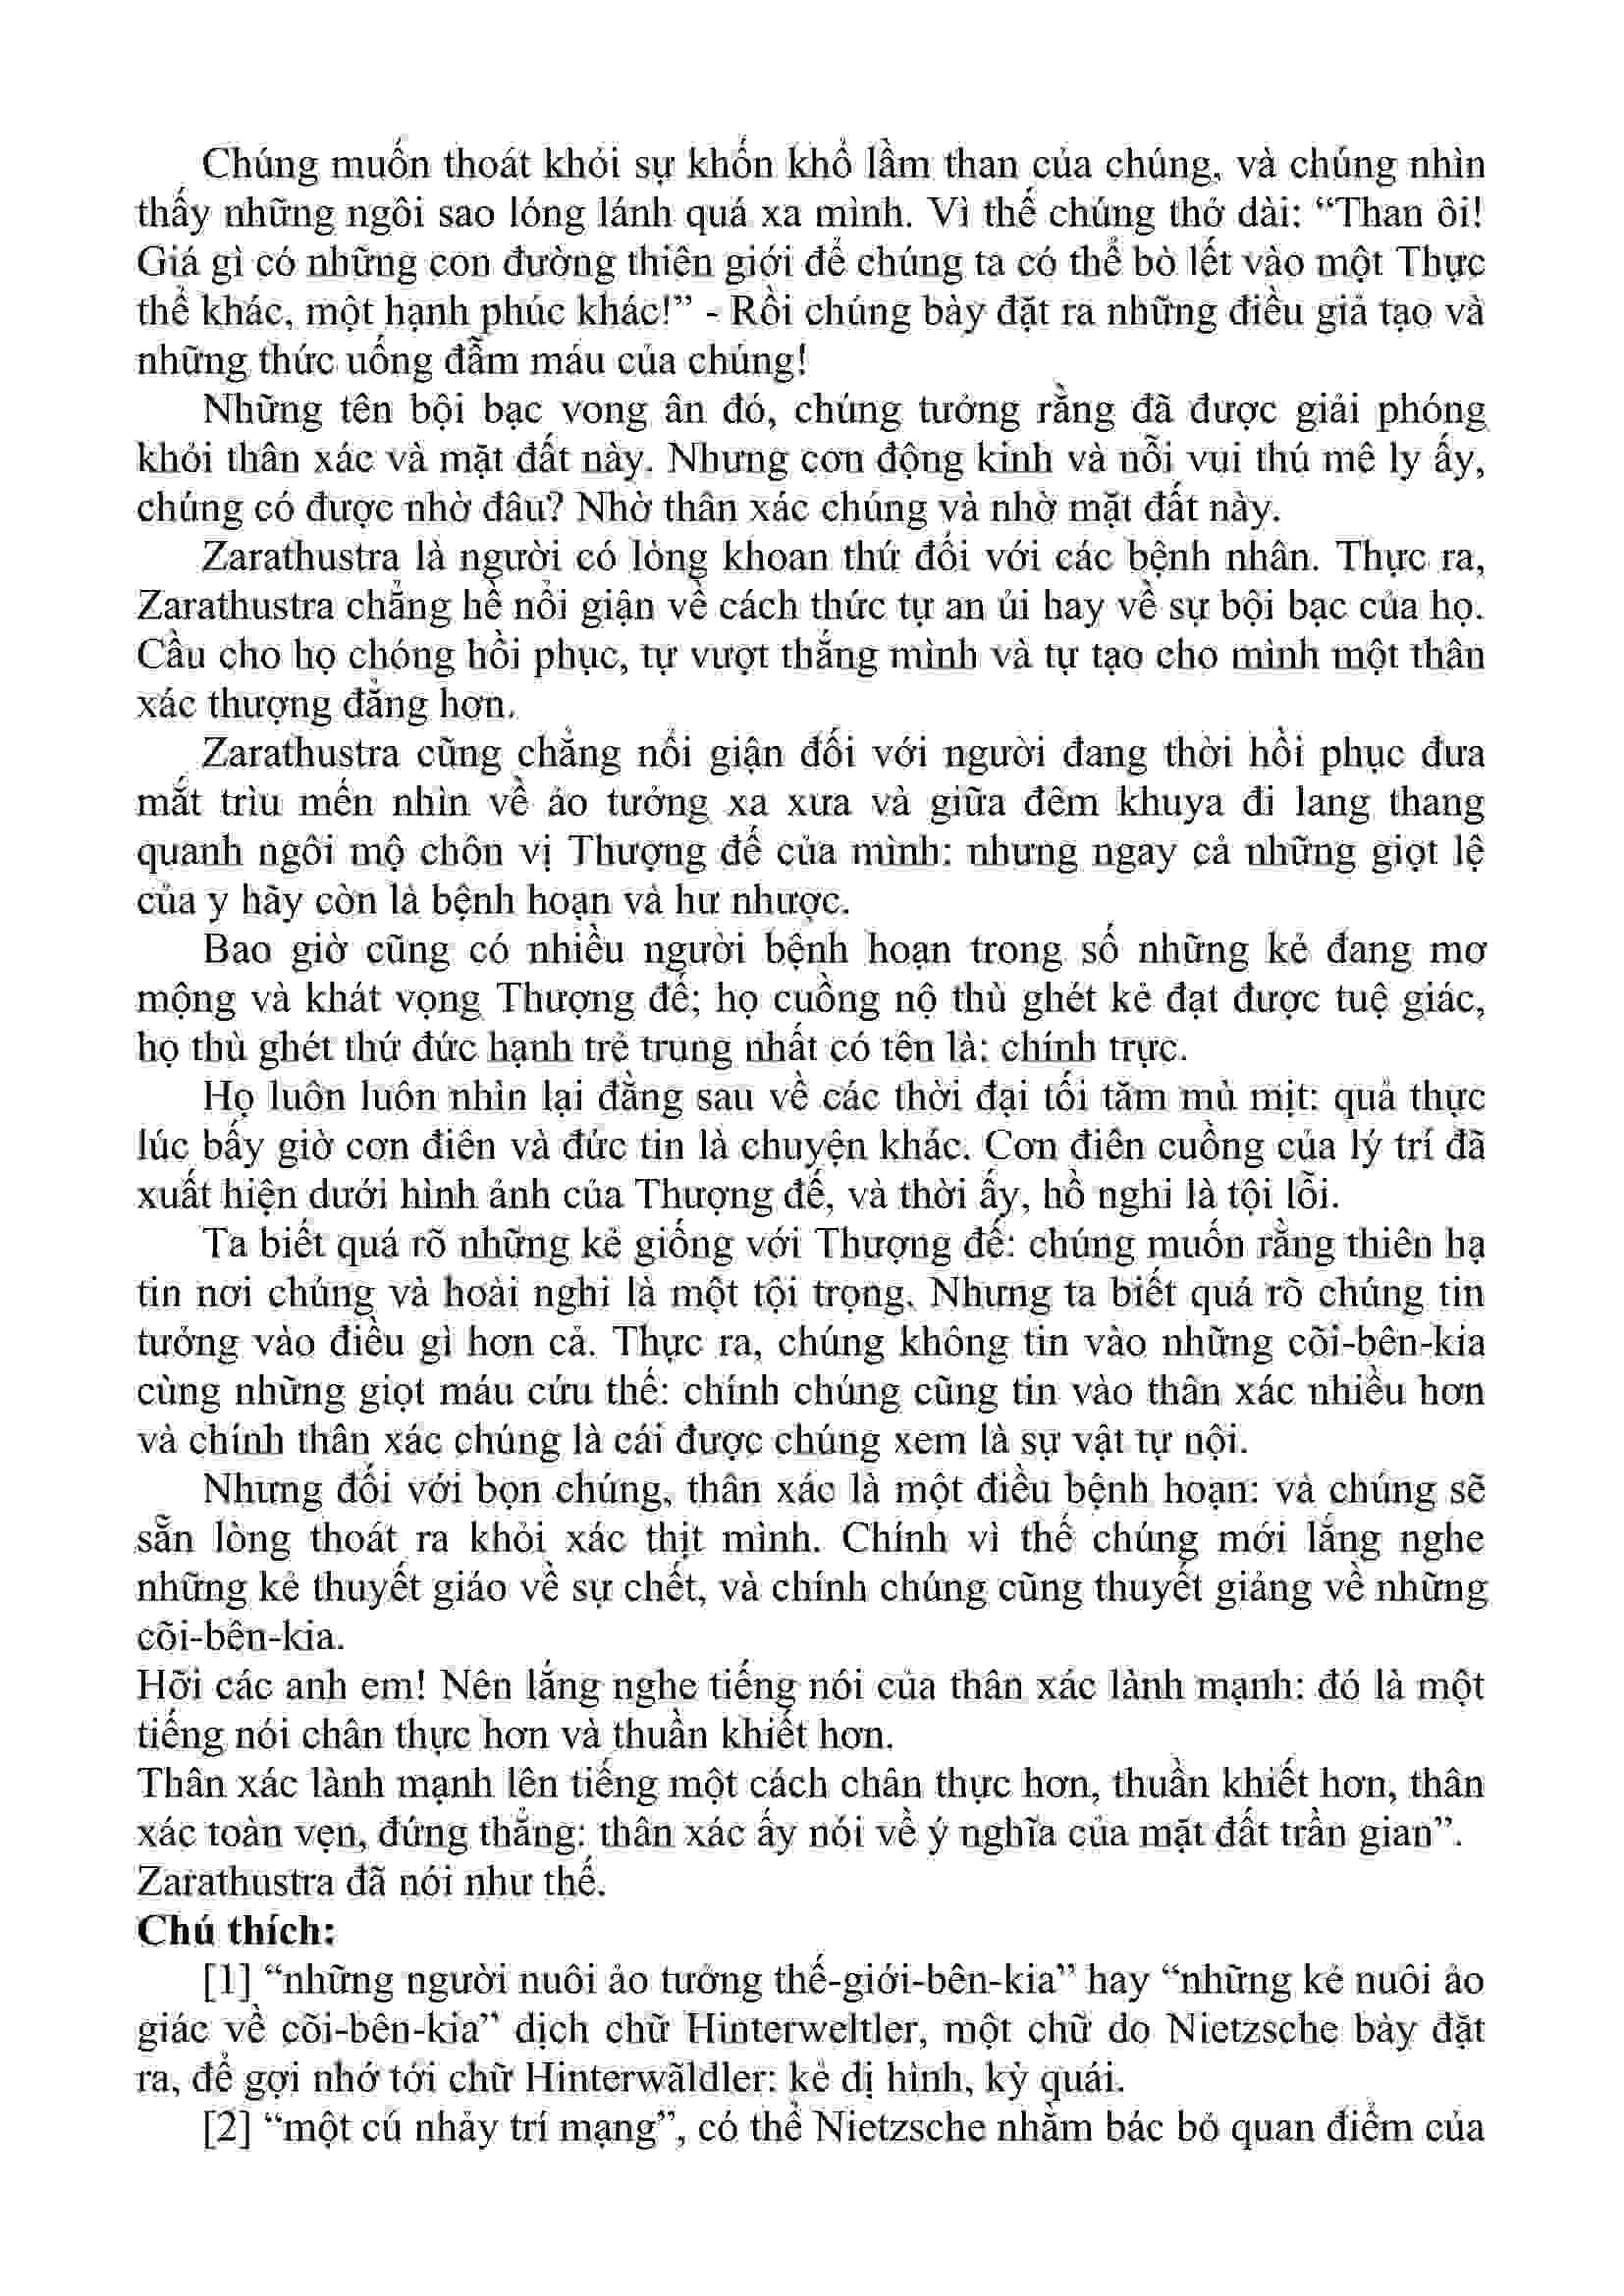 Chúng muốn thoát khỏi sự khốn khổ lầm than của chúng, và chúng nhìn
thấy những ngôi sao lóng lánh quá xa mình. Vì thế chúng thở dài: “Than ôi!
Giá gì có những con đường thiên giới để chúng ta có thể bò lết vào một Thực
thể khác, một hạnh phúc khác!” - Rồi chúng bày đặt ra những điều giả tạo và
những thức uống đẫm máu của chúng!
Những tên bội bạc vong ân đó, chúng tưởng rằng đã được giải phóng
khỏi thân xác và mặt đất này. Nhưng cơn động kinh và nỗi vui thú mê ly ấy,
chúng có được nhờ đâu? Nhờ thân xác chúng và nhờ mặt đất này.
Zarathustra là người có lòng khoan thứ đối với các bệnh nhân. Thực ra,
Zarathustra chẳng hề nổi giận về cách thức tự an ủi hay về sự bội bạc của họ.
Cầu cho họ chóng hồi phục, tự vượt thắng mình và tự tạo cho mình một thân
xác thượng đẳng hơn.
Zarathustra cũng chẳng nổi giận đối với người đang thời hồi phục đưa
mắt trìu mến nhìn về ảo tưởng xa xưa và giữa đêm khuya đi lang thang
quanh ngôi mộ chôn vị Thượng đế của mình: nhưng ngay cả những giọt lệ
của y hãy còn là bệnh hoạn và hư nhược.
Bao giờ cũng có nhiều người bệnh hoạn trong số những kẻ đang mơ
mộng và khát vọng Thượng đế; họ cuồng nộ thù ghét kẻ đạt được tuệ giác,
họ thù ghét thứ đức hạnh trẻ trung nhất có tên là: chính trực.
Họ luôn luôn nhìn lại đằng sau về các thời đại tối tăm mù mịt: quả thực
lúc bấy giờ cơn điên và đức tin là chuyện khác. Cơn điên cuồng của lý trí đã
xuất hiện dưới hình ảnh của Thượng đế, và thời ấy, hồ nghi là tội lỗi.
Ta biết quá rõ những kẻ giống với Thượng đế: chúng muốn rằng thiên hạ
tin nơi chúng và hoài nghi là một tội trọng. Nhưng ta biết quá rõ chúng tin
tưởng vào điều gì hơn cả. Thực ra, chúng không tin vào những cõi-bên-kia
cùng những giọt máu cứu thế: chính chúng cũng tin vào thân xác nhiều hơn
và chính thân xác chúng là cái được chúng xem là sự vật tự nội.
Nhưng đối với bọn chúng, thân xác là một điều bệnh hoạn: và chúng sẽ
sẵn lòng thoát ra khỏi xác thịt mình. Chính vì thế chúng mới lắng nghe
những kẻ thuyết giáo về sự chết, và chính chúng cũng thuyết giảng về những
cõi-bên-kia.
Hỡi các anh em! Nên lắng nghe tiếng nói của thân xác lành mạnh: đó là một
tiếng nói chân thực hơn và thuần khiết hơn.
Thân xác lành mạnh lên tiếng một cách chân thực hơn, thuần khiết hơn, thân
xác toàn vẹn, đứng thẳng: thân xác ấy nói về ý nghĩa của mặt đất trần gian”.
Zarathustra đã nói như thế.
Chú thích:
[1] “những người nuôi ảo tưởng thế-giới-bên-kia” hay “những kẻ nuôi ảo
giác về cõi-bên-kia” dịch chữ Hinterweltler, một chữ do Nietzsche bày đặt
ra, để gợi nhớ tới chữ Hinterwãldler: kẻ dị hình, kỳ quái.
[2] “một cú nhảy trí mạng”, có thể Nietzsche nhằm bác bỏ quan điểm của